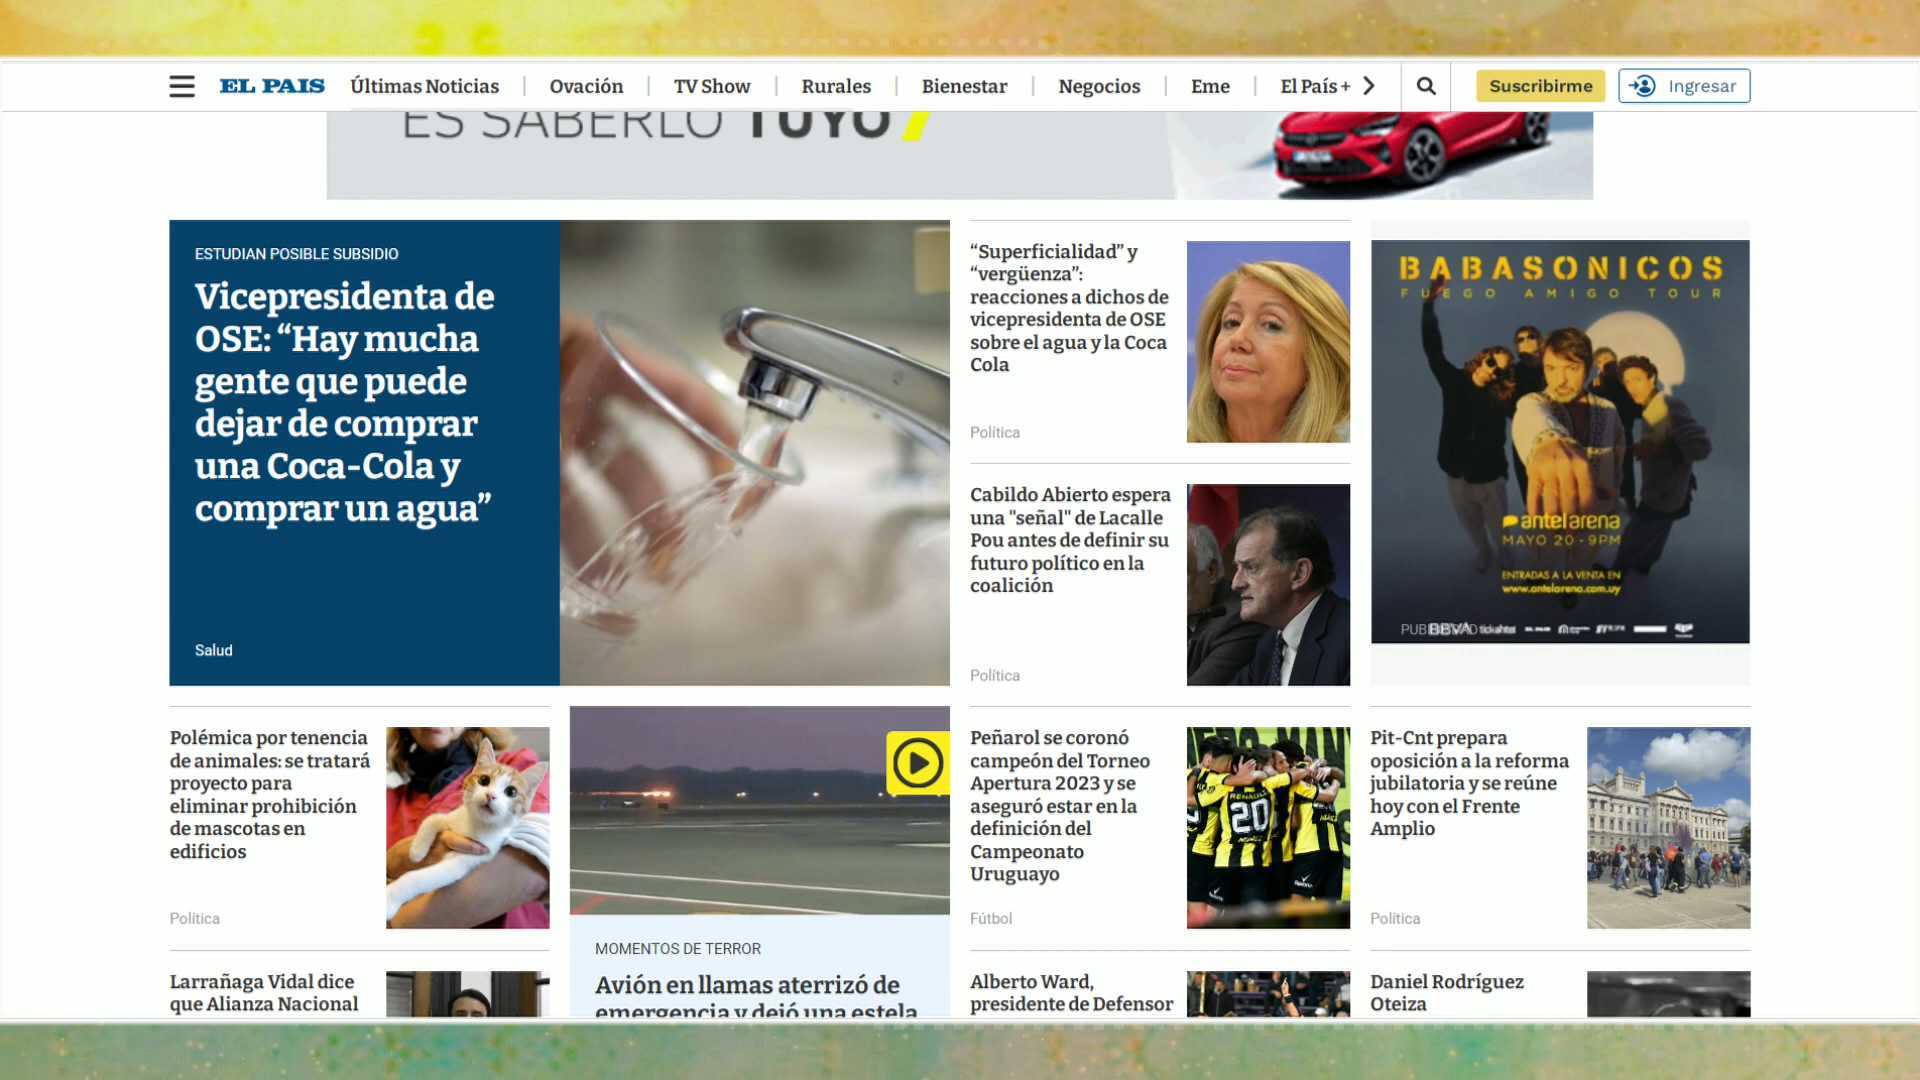 EL PAIS
Últimas Noticias
Ovación
TV Show
Rurales
Bienestar
Negocios
Eme
El País +
Suscribirme
Ingresar
ES SABERLO TUYO
ESTUDIAN POSIBLE SUBSIDIO
Vicepresidenta de
OSE: “Hay mucha
gente que puede
dejar de comprar
una Coca-Cola y
comprar un agua”
Salud
“Superficialidad” y
“vergüenza”:
reacciones a dichos de
vicepresidenta de OSE
sobre el agua y la Coca
Cola
Política
Cabildo Abierto espera
una "señal" de Lacalle
Pou antes de definir su
futuro político en la
coalición
Política
BABASONICOS
FUEGO AMIGO TOUR
antelarena
MAYO 20 - 9PM
ENTRADAS A LA VENTA EN
www.antelarena.com.uy
BBVA tickantel EL PAIS
Polémica por tenencia
de animales: se tratará
proyecto para
eliminar prohibición
de mascotas en
edificios
Política
MOMENTOS DE TERROR
Avión en llamas aterrizó de
emergencia y dejó una estela
Peñarol se coronó
campeón del Torneo
Apertura 2023 y se
aseguró estar en la
definición del
Campeonato
Uruguayo
Fútbol
RENAULT
20
Pit-Cnt prepara
oposición a la reforma
jubilatoria y se reúne
hoy con el Frente
Amplio
Política
Larrañaga Vidal dice
que Alianza Nacional
Alberto Ward,
presidente de Defensor
Daniel Rodríguez
Oteiza